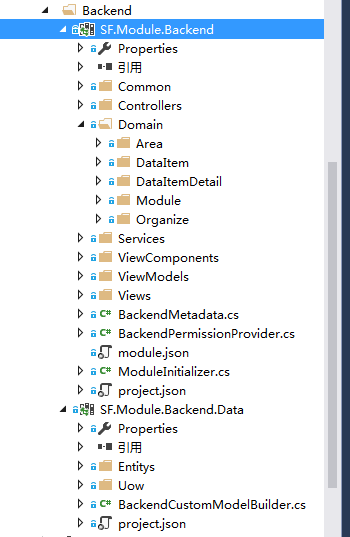 Backend
SF.Module.Backend
Properties
引用
Common
Controllers
Domain
Area
DataItem
DataItemDetail
Module
Organize
Services
ViewComponents
ViewModels
Views
C# BackendMetadata.cs
C# BackendPermissionProvider.cs
module.json
C# ModuleInitializer.cs
project.json
SF.Module.Backend.Data
Properties
引用
Entitys
Uow
C# BackendCustomModelBuilder.cs
project.json